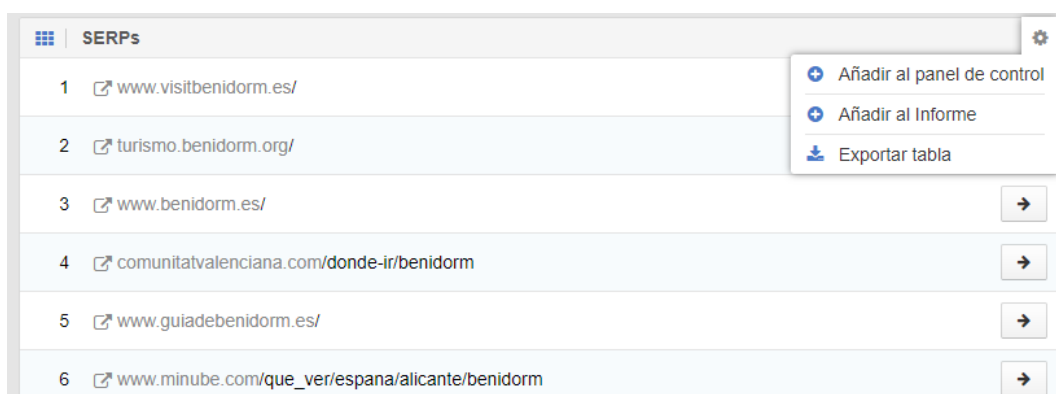 SERPs
Añadir al panel de control
Añadir al Informe
Exportar tabla
1 www.visitbenidorm.es/
2 turismo.benidorm.org/
3 www.benidorm.es/
4 comunitatvalenciana.com/donde-ir/benidorm
5 www.guiadebenidorm.es/
6 www.minube.com/que_ver/espana/alicante/benidorm